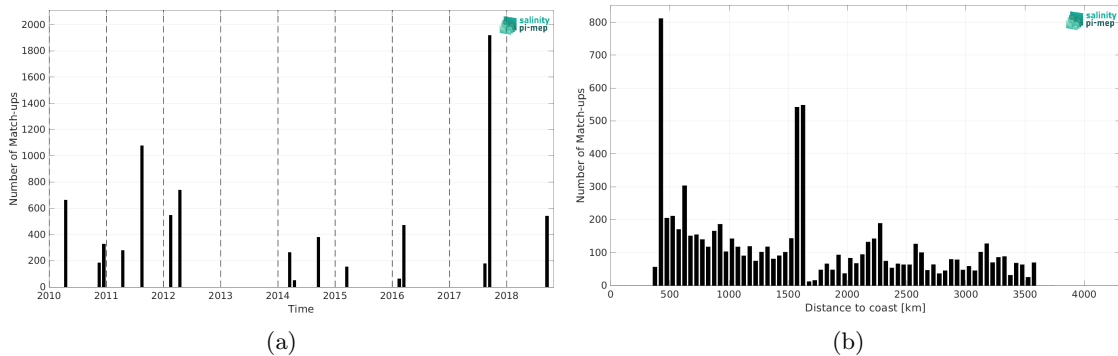 salinity
pi-mep
2000
1800
1600
1400
1200
1000
800
600
400
200
0
Number of Match-ups
2010 2011 2012 2013 2014 2015 2016 2017 2018
Time
(a)
salinity
pi-mep
800
700
600
500
400
300
200
100
0
Number of Match-ups
0 500 1000 1500 2000 2500 3000 3500 4000
Distance to coast [km]
(b)